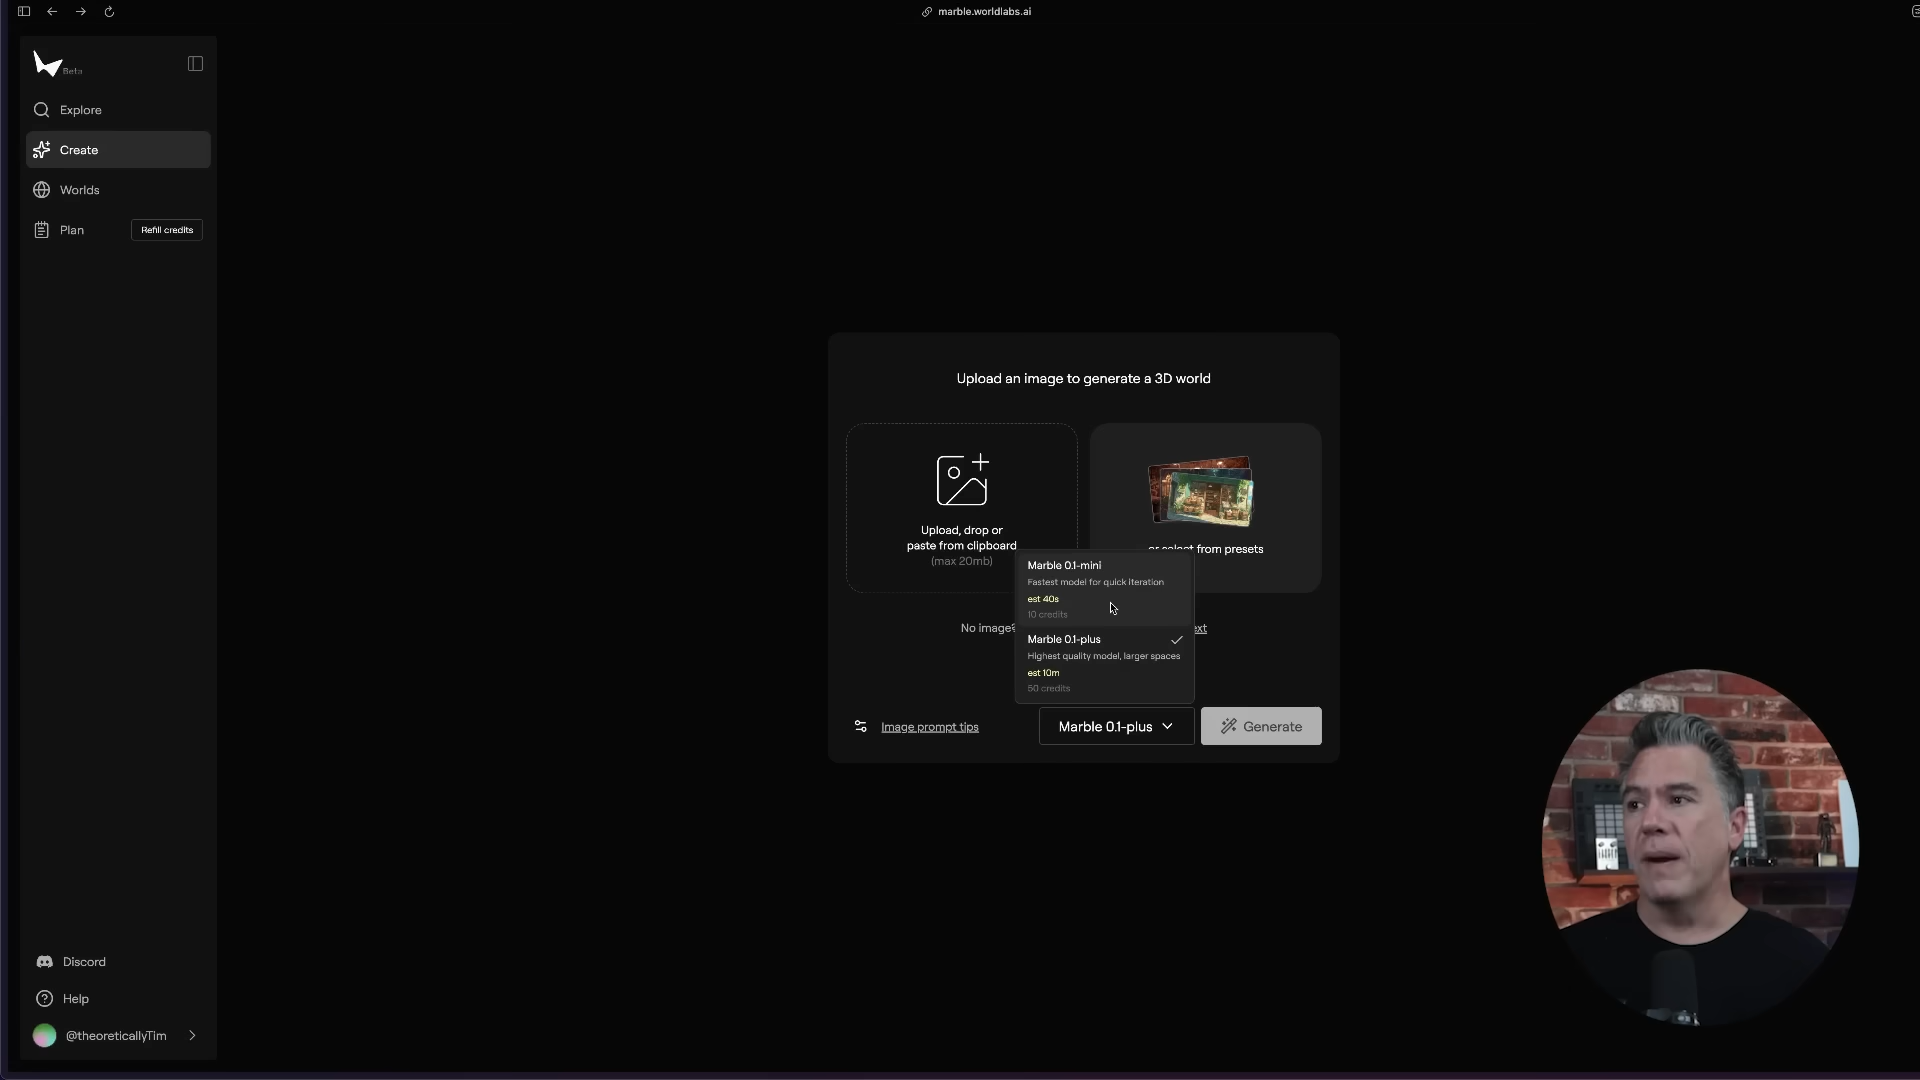 marble.worldlabs.ai
Beta
Explore
Create
Worlds
Plan
Refill credits
Upload an image to generate a 3D world
Upload, drop or
paste from clipboard
(max 20mb)
or select from presets
Marble 0.1-mini
Fastest model for quick iteration
est 40s
10 credits
No image?
ext
Marble 0.1-plus
Highest quality model, larger spaces
est 10m
50 credits
Image prompt tips
Marble 0.1-plus
Generate
Discord
Help
@theoreticallyTim